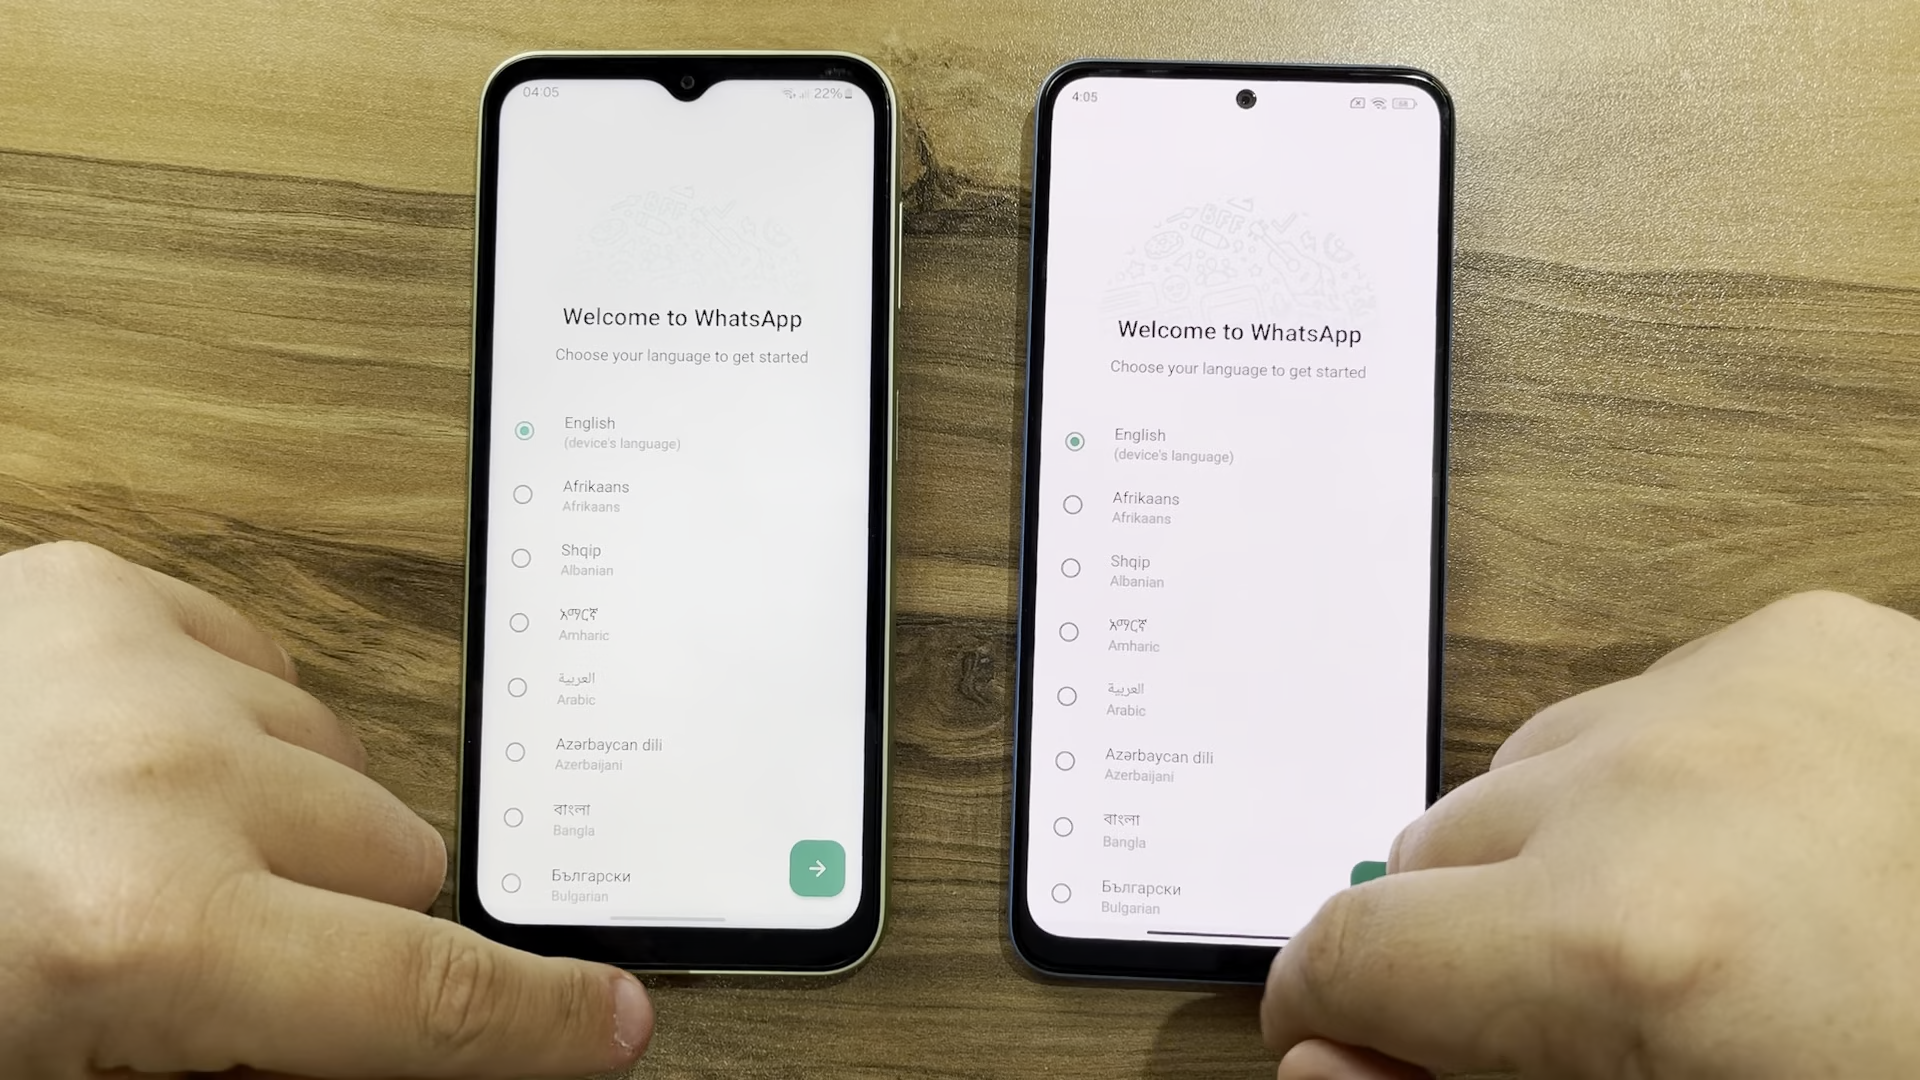 04:05
22%
Welcome to WhatsApp
Choose your language to get started
English
(device's language)
Afrikaans
Afrikaans
Shqip
Albanian
አማርኛ
Amharic
العربية
Arabic
Azərbaycan dili
Azerbaijani
বাংলা
Bangla
Български
Bulgarian
4:05
68
BFF
Welcome to WhatsApp
Choose your language to get started
English
(device's language)
Afrikaans
Afrikaans
Shqip
Albanian
አማርኛ
Amharic
العربية
Arabic
Azərbaycan dili
Azerbaijani
বাংলা
Bangla
Български
Bulgarian